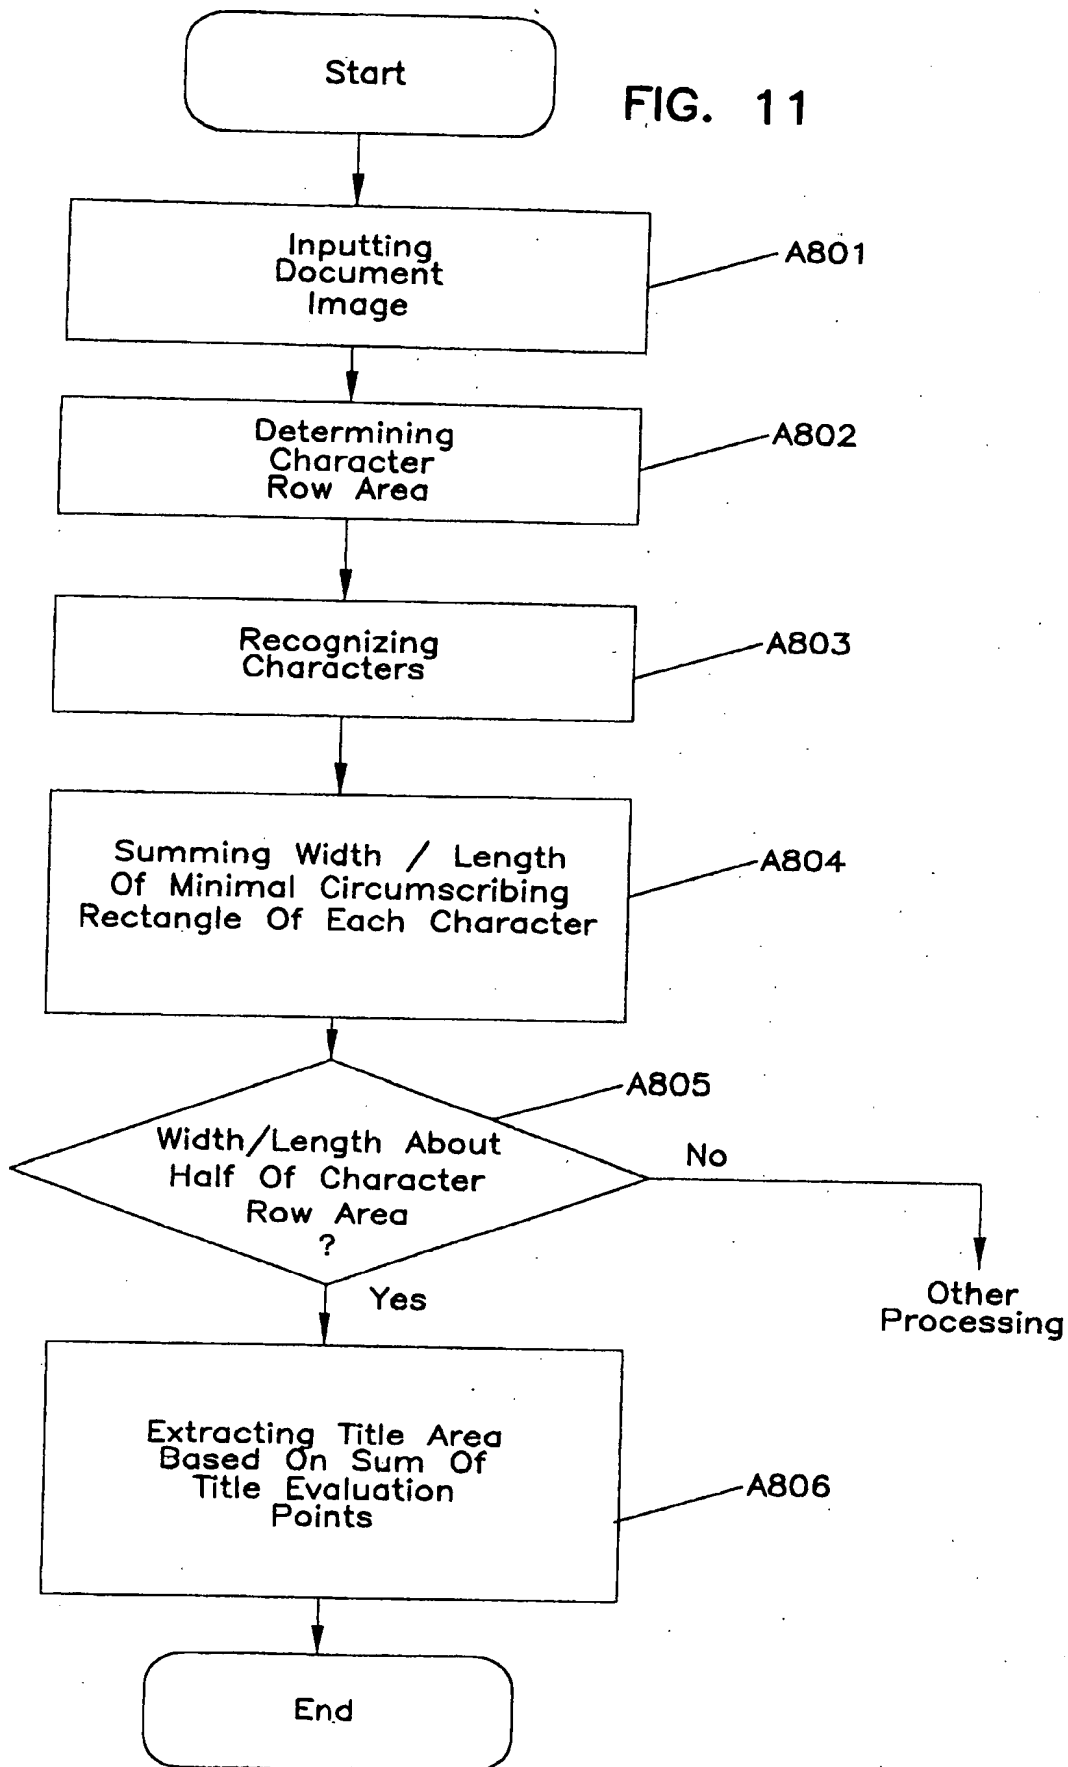 Start
FIG. 11
Inputting
Document
Image
A801
Determining
Character
Row Area
A802
Recognizing
Characters
A803
Summing Width / Length
Of Minimal Circumscribing
Rectangle Of Each Character
A804
A805
Width/Length About
Half Of Character
Row Area
?
No
Yes
Other
Processing
Extracting Title Area
Based On Sum Of
Title Evaluation
Points
A806
End